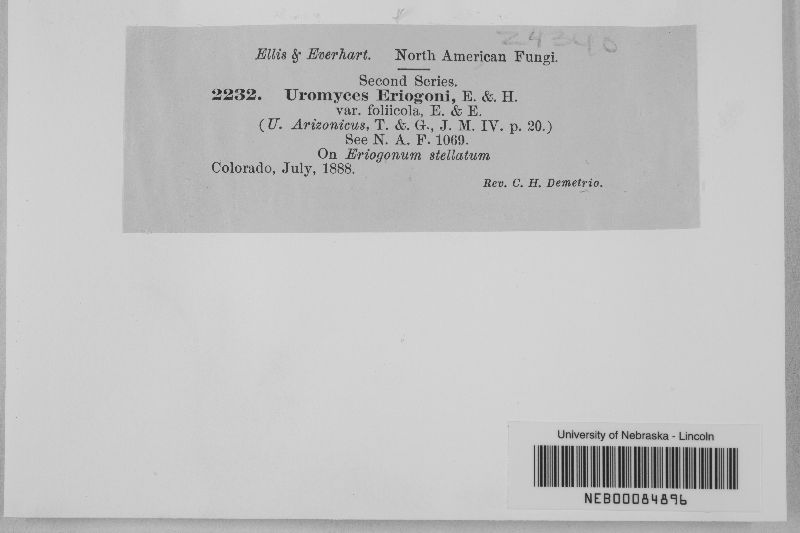 24340
Ellis & Everhart. North American Fungi.
Second Series.
2232. Uromyces Eriogoni, E. &. H.
var. foliicola, E. & E.
(U. Arizonicus, T. &. G., J. M. IV. p. 20.)
See N. A. F. 1069.
On Eriogonum stellatum
Colorado, July, 1888.
Rev. C. H. Demetrio.
University of Nebraska - Lincoln
NEB00084896